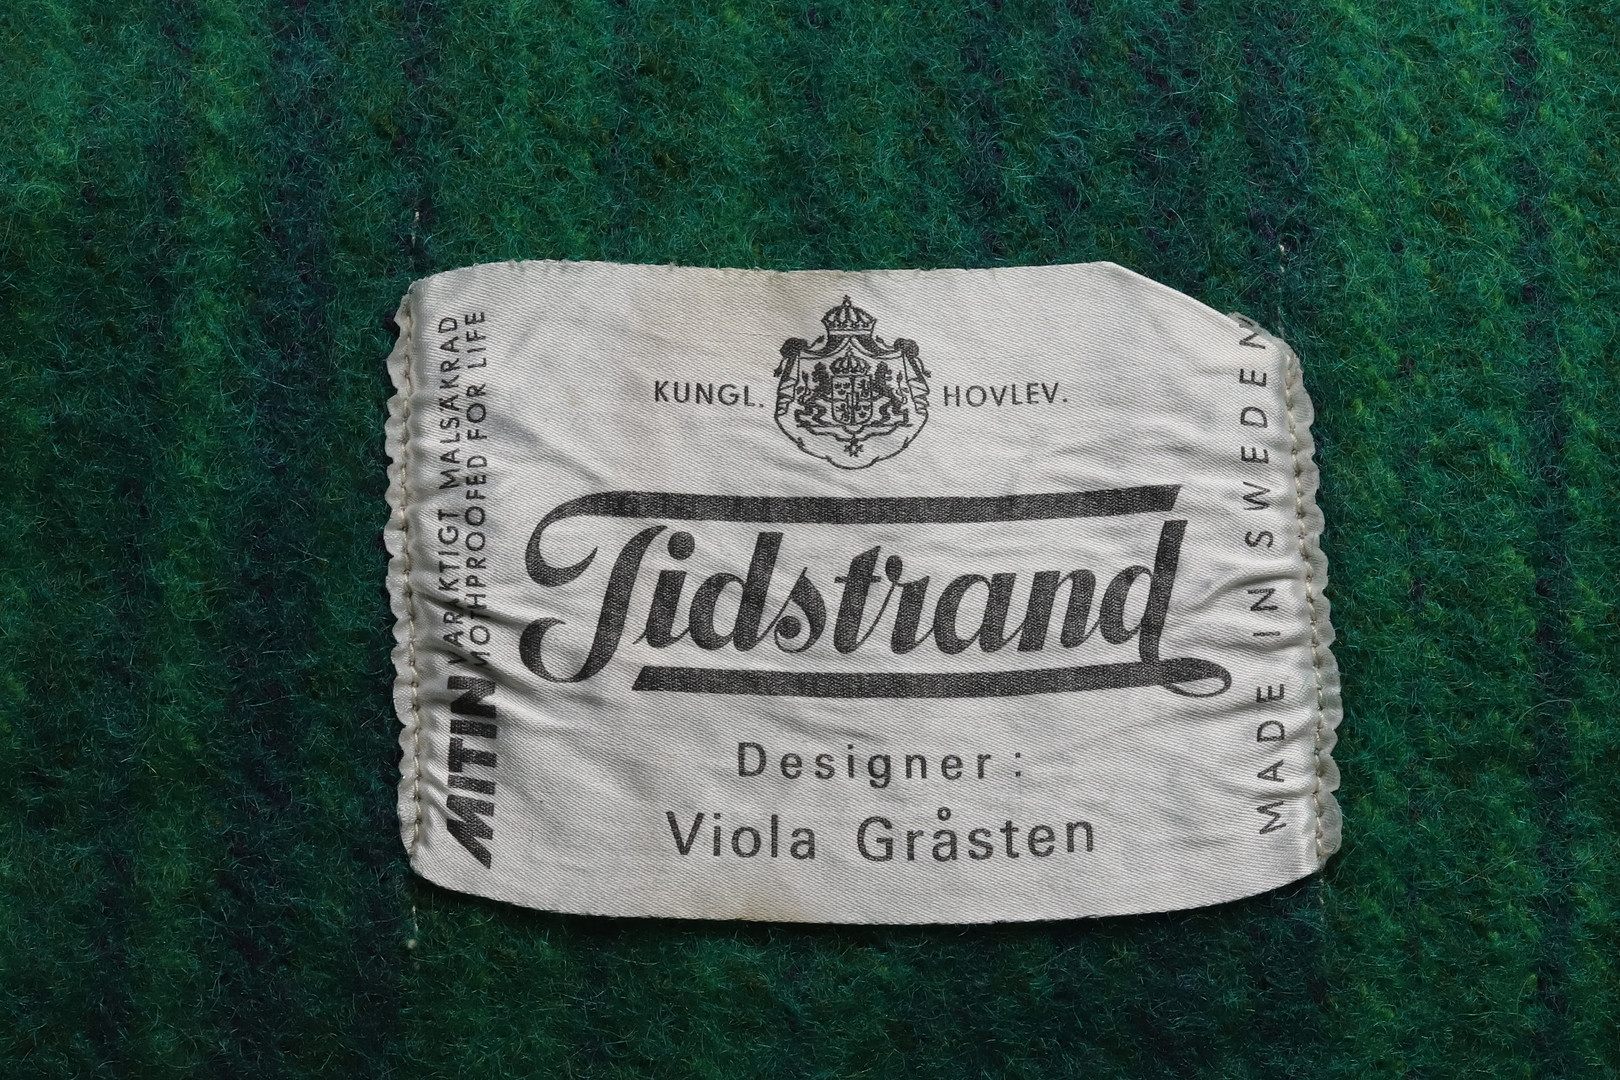 KUNGL. HOVLEV.
Tidstrand
Designer :
Viola Gråsten
MITIN VARAKTIGT MALSÄKRAD
MOTHPROOFED FOR LIFE
MADE IN SWEDEN